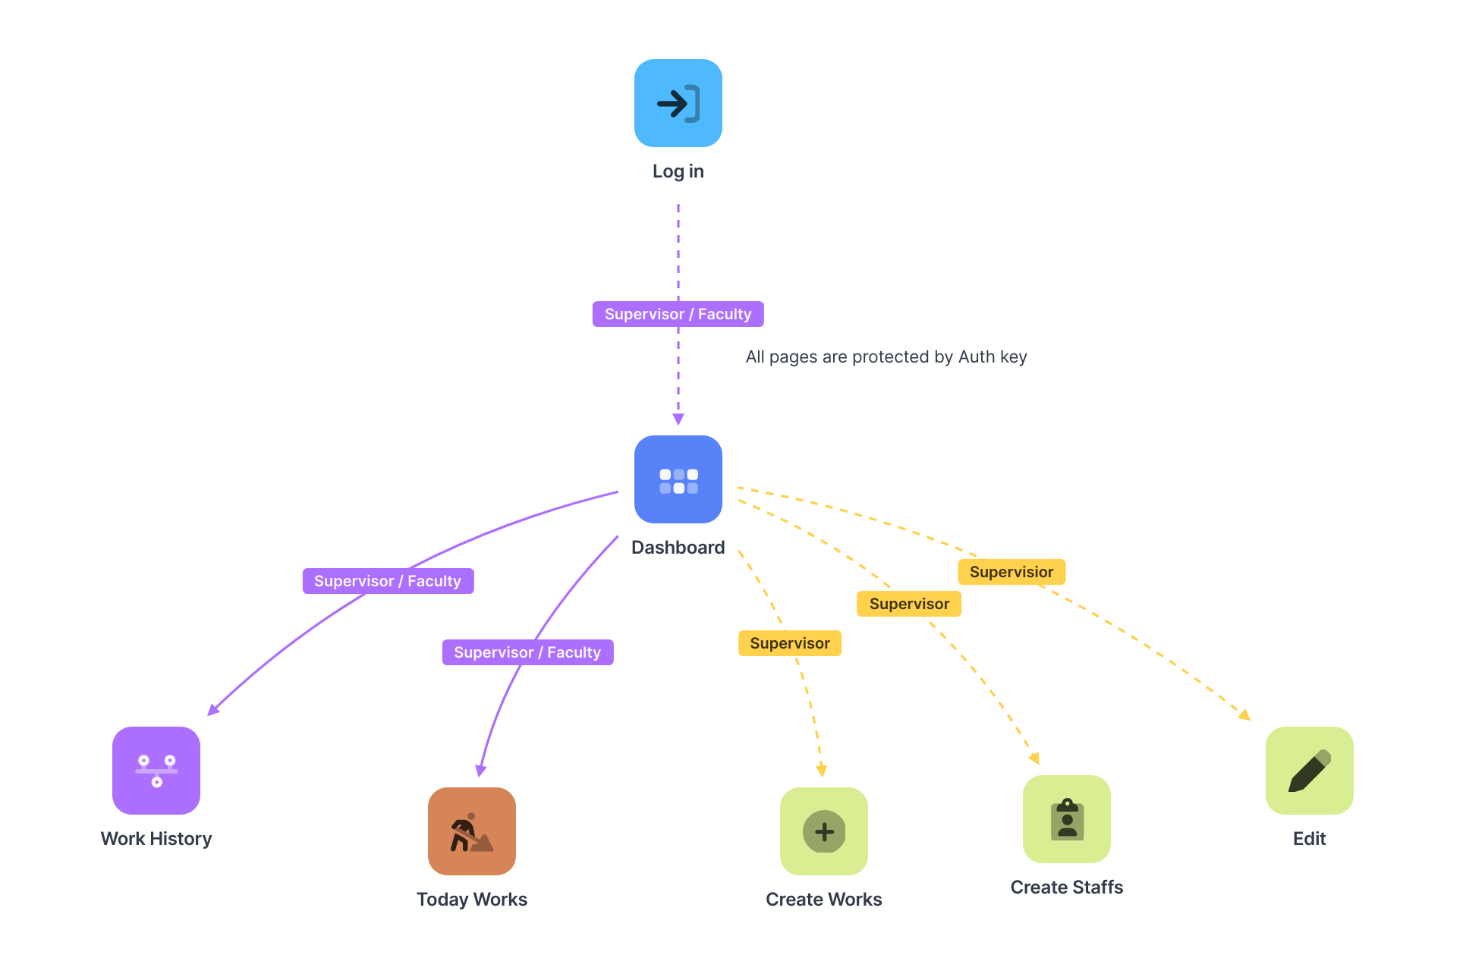 Log in
Supervisor / Faculty
All pages are protected by Auth key
Dashboard
Supervisor / Faculty
Supervisior
Supervisor
Supervisor / Faculty
Supervisor
Work History
Today Works
Create Works
Create Staffs
Edit